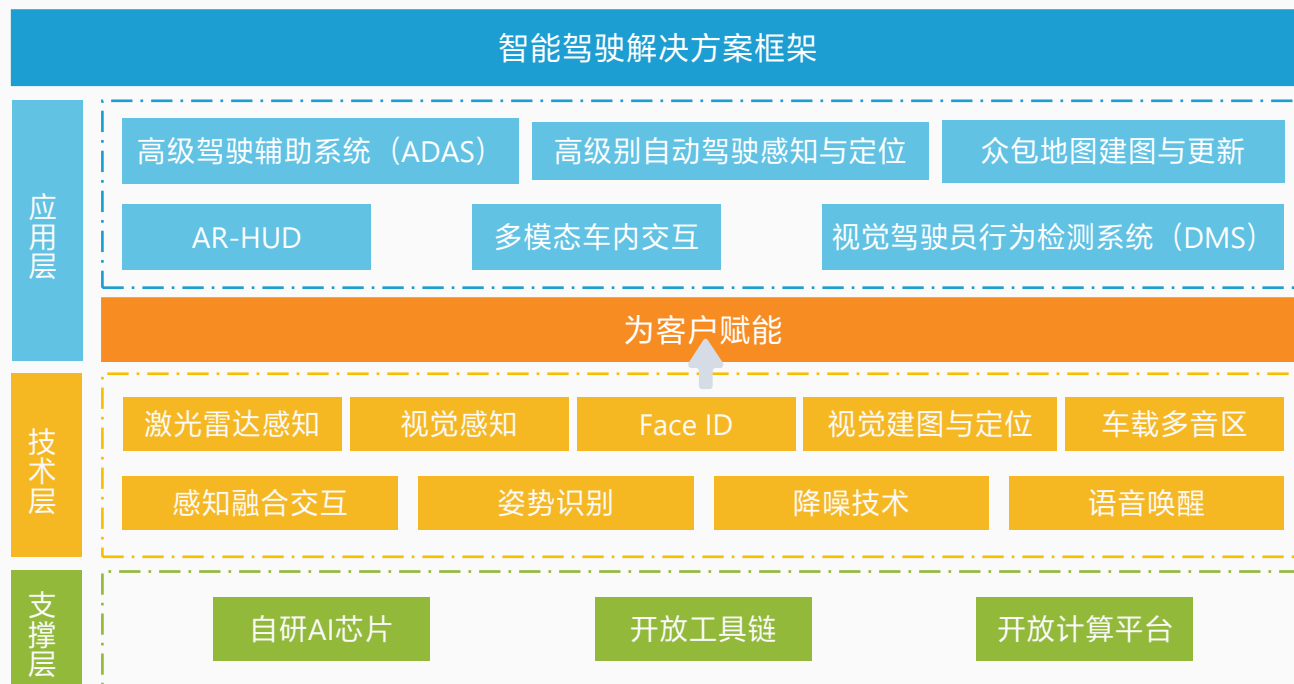 智能驾驶解决方案框架
应用层
高级驾驶辅助系统（ADAS）
高级别自动驾驶感知与定位
众包地图建图与更新
AR-HUD
多模态车内交互
视觉驾驶员行为检测系统（DMS）
为客户赋能
技术层
激光雷达感知
视觉感知
Face ID
视觉建图与定位
车载多音区
感知融合交互
姿势识别
降噪技术
语音唤醒
支撑层
自研AI芯片
开放工具链
开放计算平台